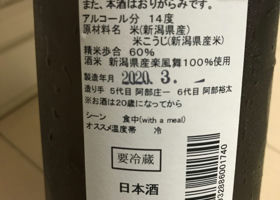 また、本酒はおりがらみです。
アルコール分 14度
原材料名 米(新潟県産)
米こうじ(新潟県産米)
精米歩合 60%
酒米 新潟県産楽風舞100%使用
製造年月 2020. 3.
造り手 5代目 阿部庄一 6代目 阿部裕太
※お酒は20歳になってから
シーン 食中(with a meal)
オススメ温度帯 冷
要冷蔵
日本酒
932886001740